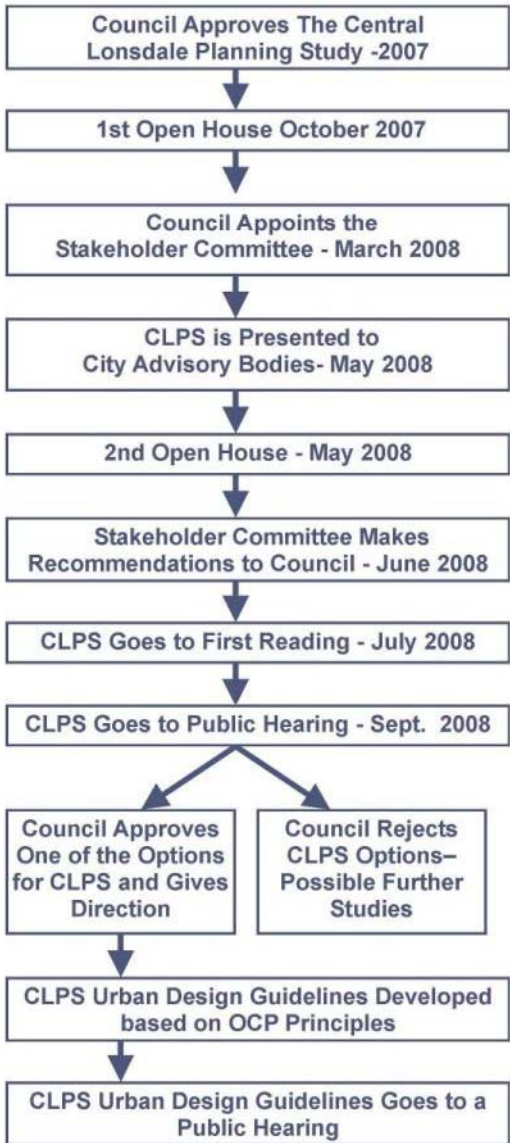 Council Approves The Central
Lonsdale Planning Study -2007
1st Open House October 2007
Council Appoints the
Stakeholder Committee - March 2008
CLPS is Presented to
City Advisory Bodies- May 2008
2nd Open House - May 2008
Stakeholder Committee Makes
Recommendations to Council - June 2008
CLPS Goes to First Reading - July 2008
CLPS Goes to Public Hearing - Sept. 2008
Council Approves
One of the Options
for CLPS and Gives
Direction
Council Rejects
CLPS Options–
Possible Further
Studies
CLPS Urban Design Guidelines Developed
based on OCP Principles
CLPS Urban Design Guidelines Goes to a
Public Hearing